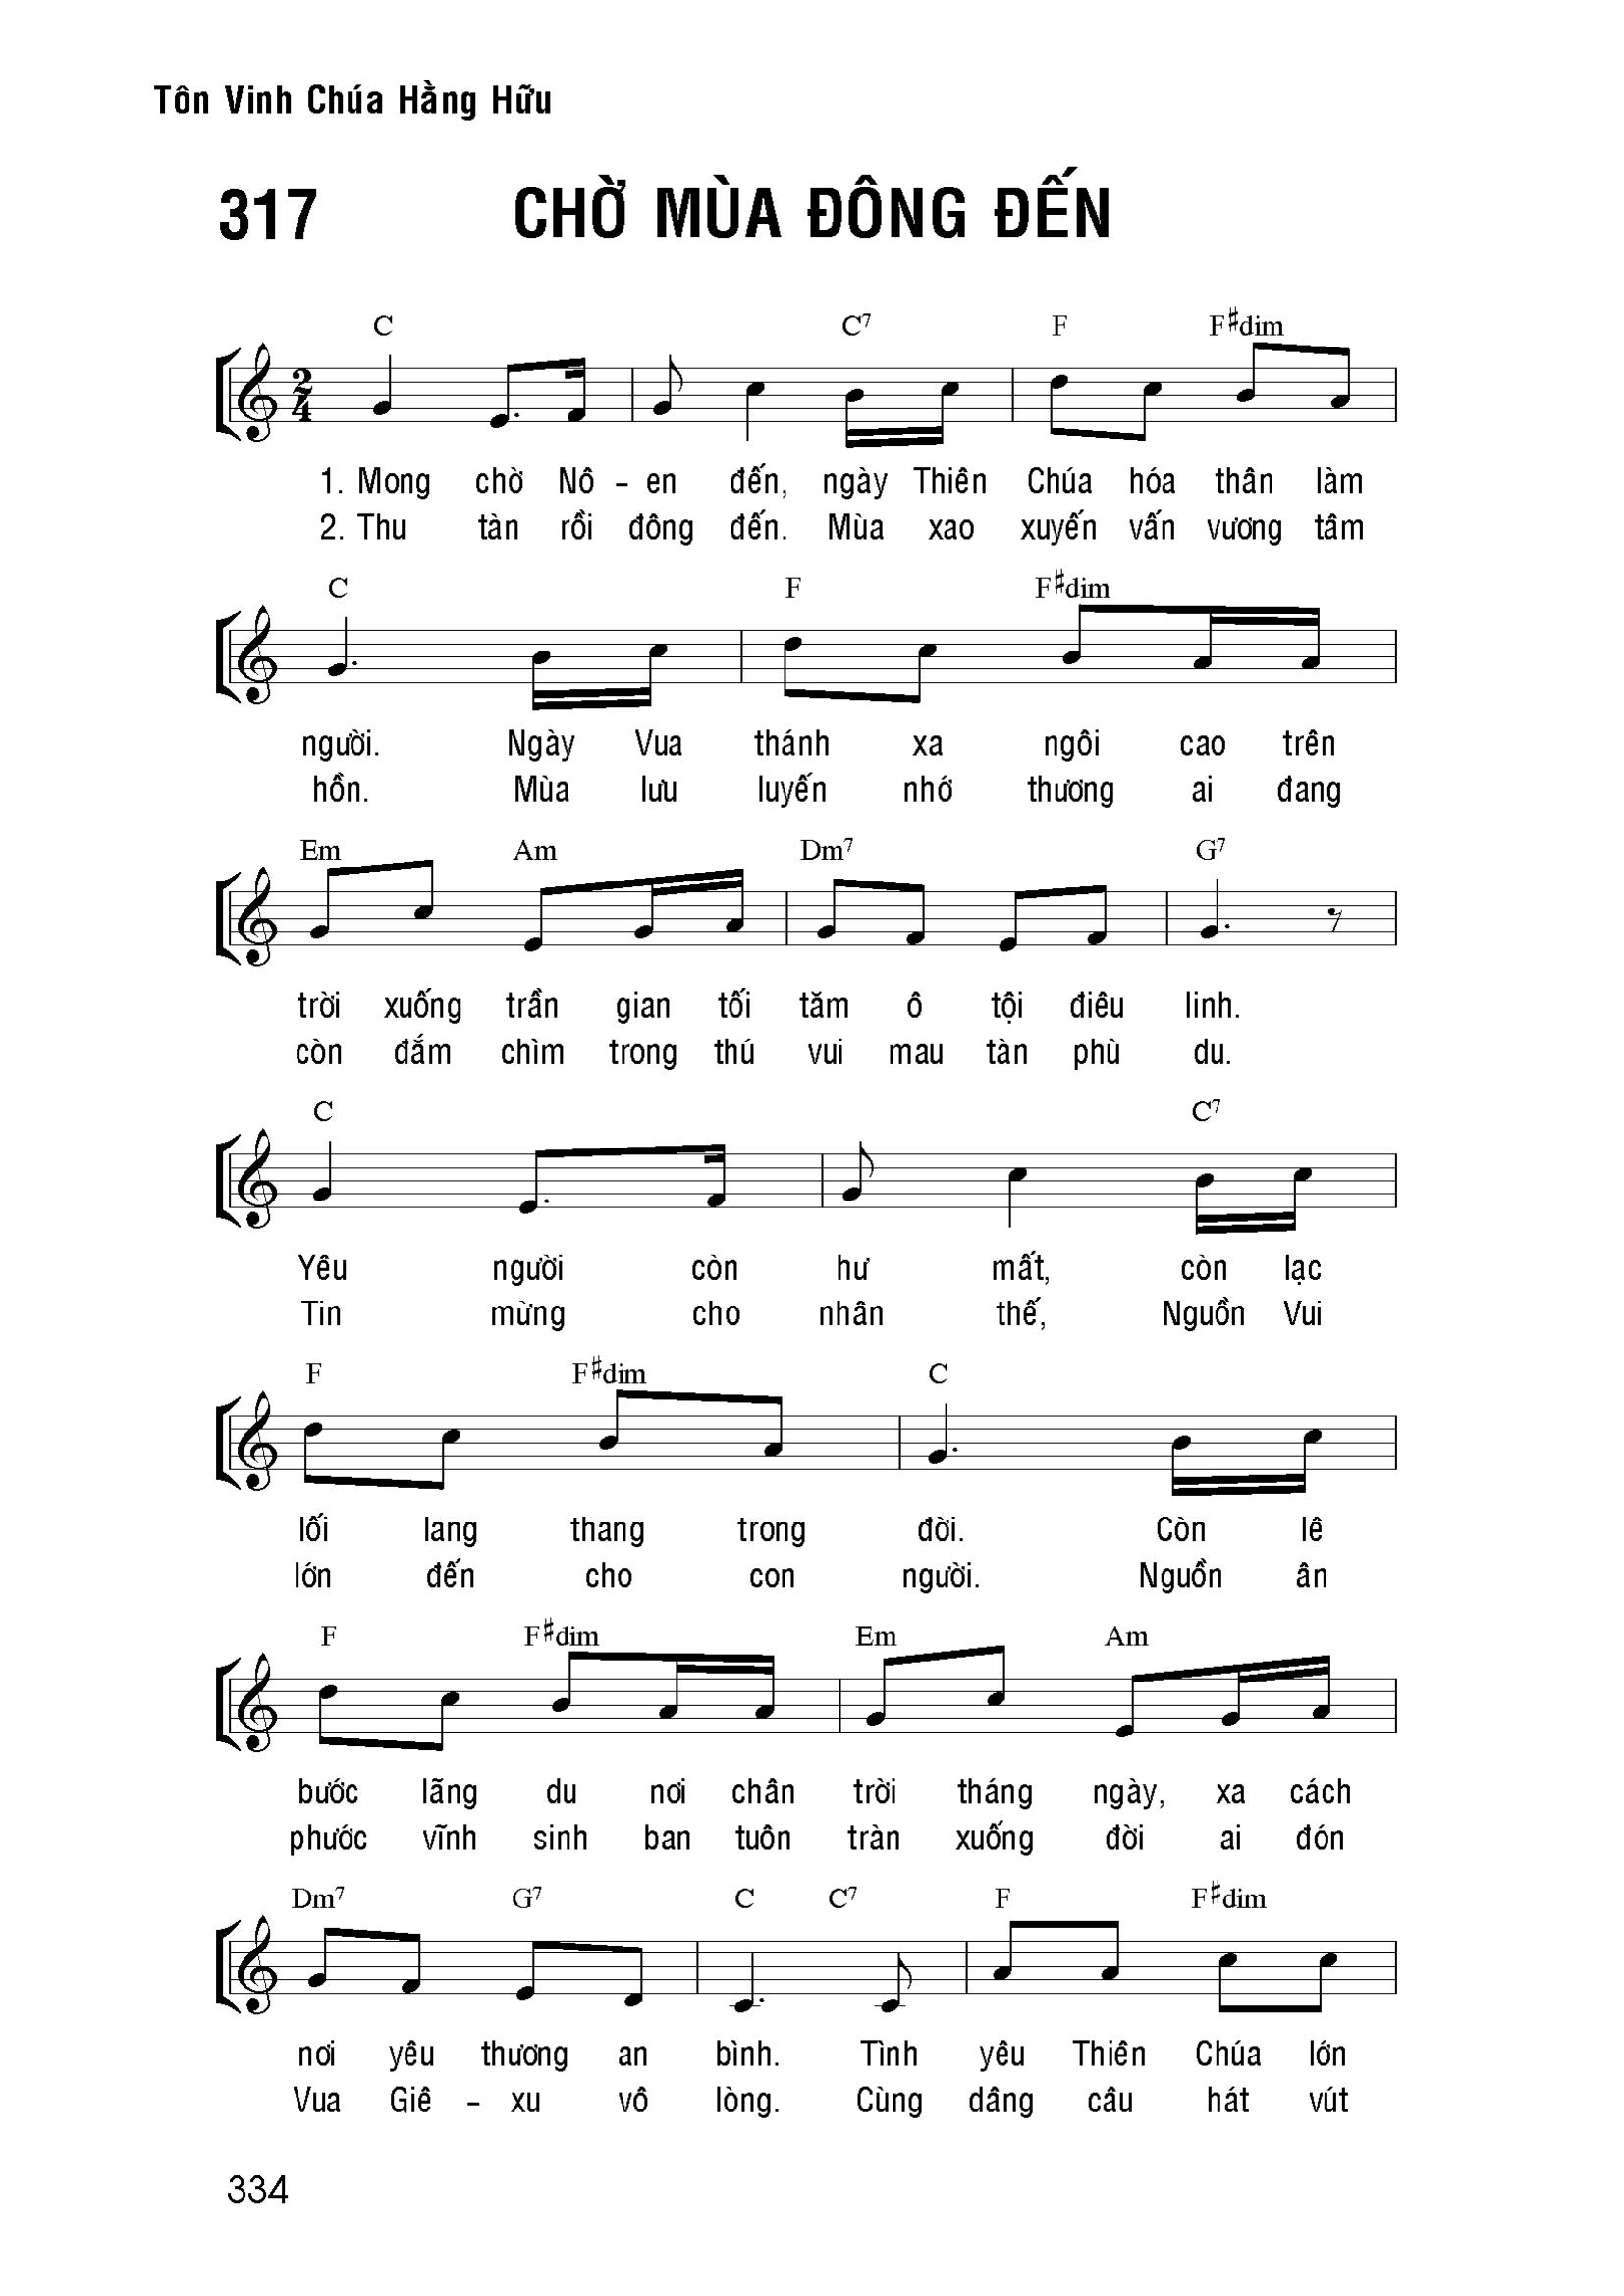 Tôn Vinh Chúa Hằng Hữu
317 CHỜ MÙA ĐÔNG ĐẾN
C C7 F F#dim
1. Mong chờ Nô - en đến, ngày Thiên Chúa hóa thân làm
2. Thu tàn rồi đông đến. Mùa xao xuyến vấn vương tâm
C F F#dim
người. Ngày Vua thánh xa ngôi cao trên
hồn. Mùa lưu luyến nhớ thương ai đang
Em Am Dm7 G7
trời xuống trần gian tối tăm ô tội điêu linh.
còn đắm chìm trong thú vui mau tàn phù du.
C C7
Yêu người còn hư mất, còn lạc
Tin mừng cho nhân thế, Nguồn Vui
F F#dim C
lối lang thang trong đời. Còn lê
lớn đến cho con người. Nguồn ân
F F#dim Em Am
bước lãng du nơi chân trời tháng ngày, xa cách
phước vĩnh sinh ban tuôn tràn xuống đời ai đón
Dm7 G7 C C7 F F#dim
nơi yêu thương an bình. Tình yêu Thiên Chúa lớn
Vua Giê - xu vô lòng. Cùng dâng câu hát vút
334